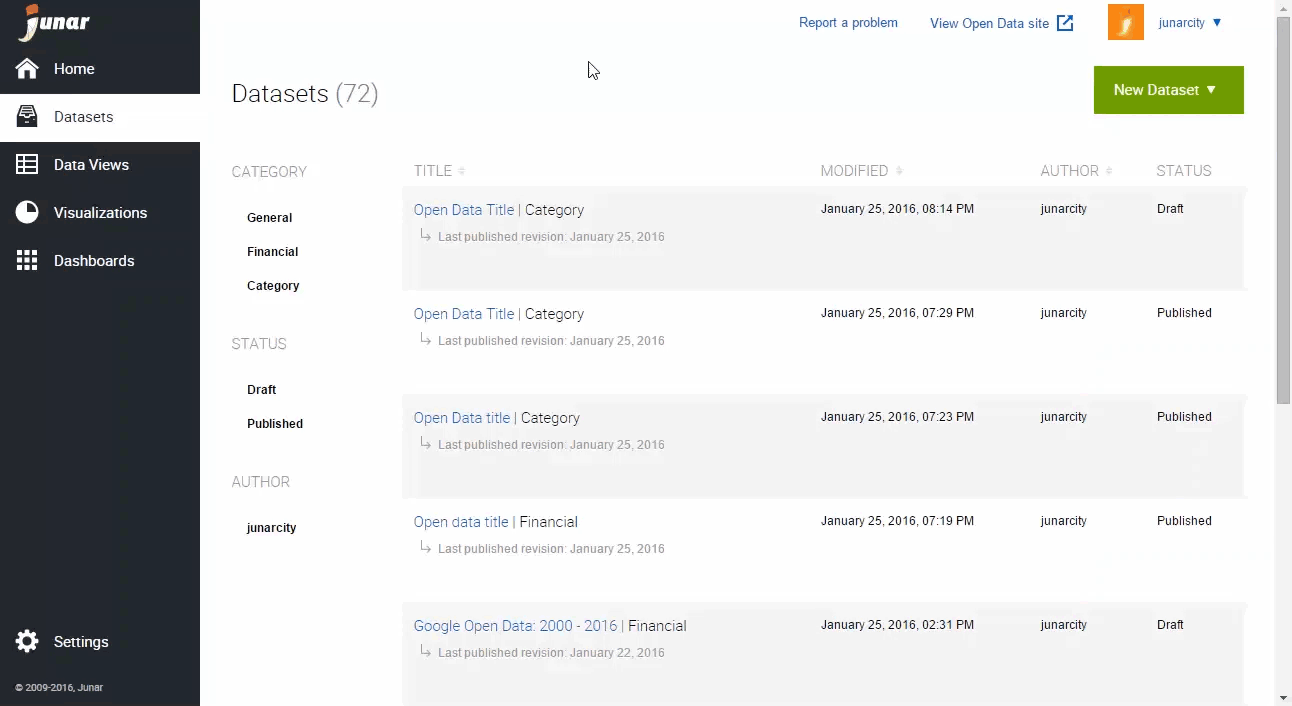 junar
Report a problem
View Open Data site
junarcity ▼
Home
Datasets
Data Views
Visualizations
Dashboards
Settings
© 2009-2016, Junar
Datasets (72)
New Dataset ▼
CATEGORY
General
Financial
Category
STATUS
Draft
Published
AUTHOR
junarcity
TITLE MODIFIED AUTHOR STATUS
Open Data Title | Category January 25, 2016, 08:14 PM junarcity Draft
Last published revision: January 25, 2016
Open Data Title | Category January 25, 2016, 07:29 PM junarcity Published
Last published revision: January 25, 2016
Open Data title | Category January 25, 2016, 07:23 PM junarcity Published
Last published revision: January 25, 2016
Open data title | Financial January 25, 2016, 07:19 PM junarcity Published
Last published revision: January 25, 2016
Google Open Data: 2000 - 2016 | Financial January 25, 2016, 02:31 PM junarcity Draft
Last published revision: January 22, 2016